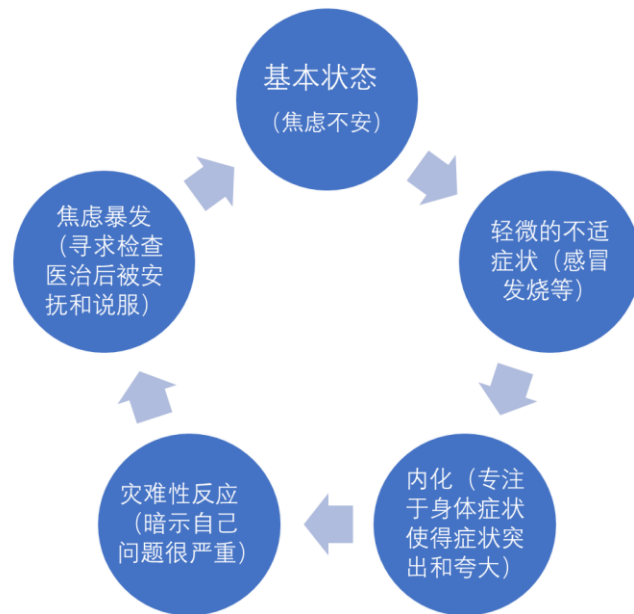 基本状态
（焦虑不安）
轻微的不适
症状（感冒
发烧等）
内化（专注
于身体症状
使得症状突
出和夸大）
灾难性反应
（暗示自己
问题很严重）
焦虑暴发
（寻求检查
医治后被安
抚和说服）